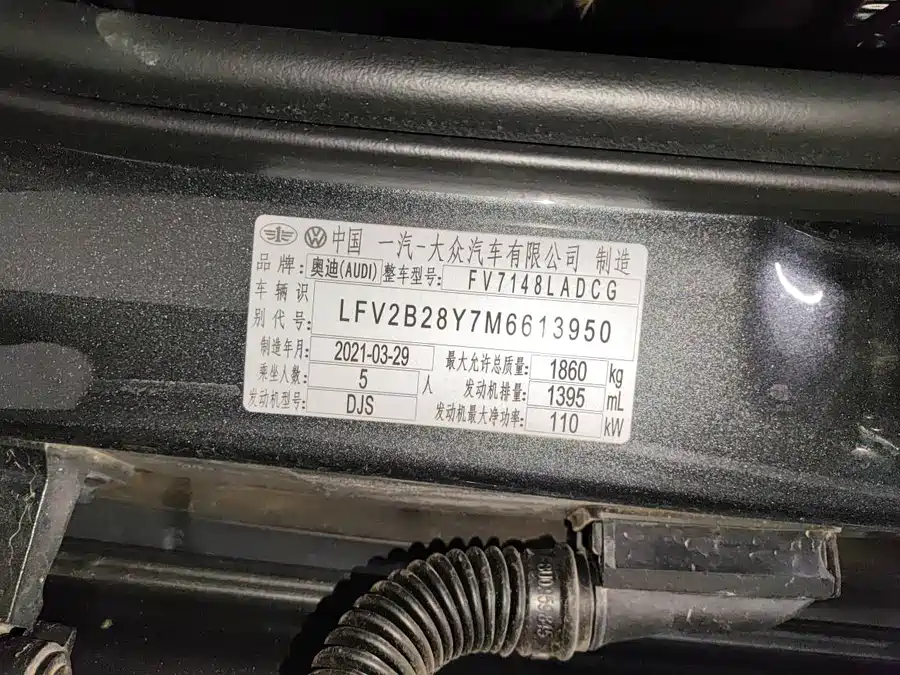 中国 一汽-大众汽车有限公司 制造
品牌: 奥迪(AUDI) 整车型号: FV7148LADCG
车辆识别代号: LFV2B28Y7M6613950
制造年月: 2021-03-29 最大允许总质量: 1860 kg
乘坐人数: 5 人 发动机排量: 1395 mL
发动机型号: DJS 发动机最大净功率: 110 kW